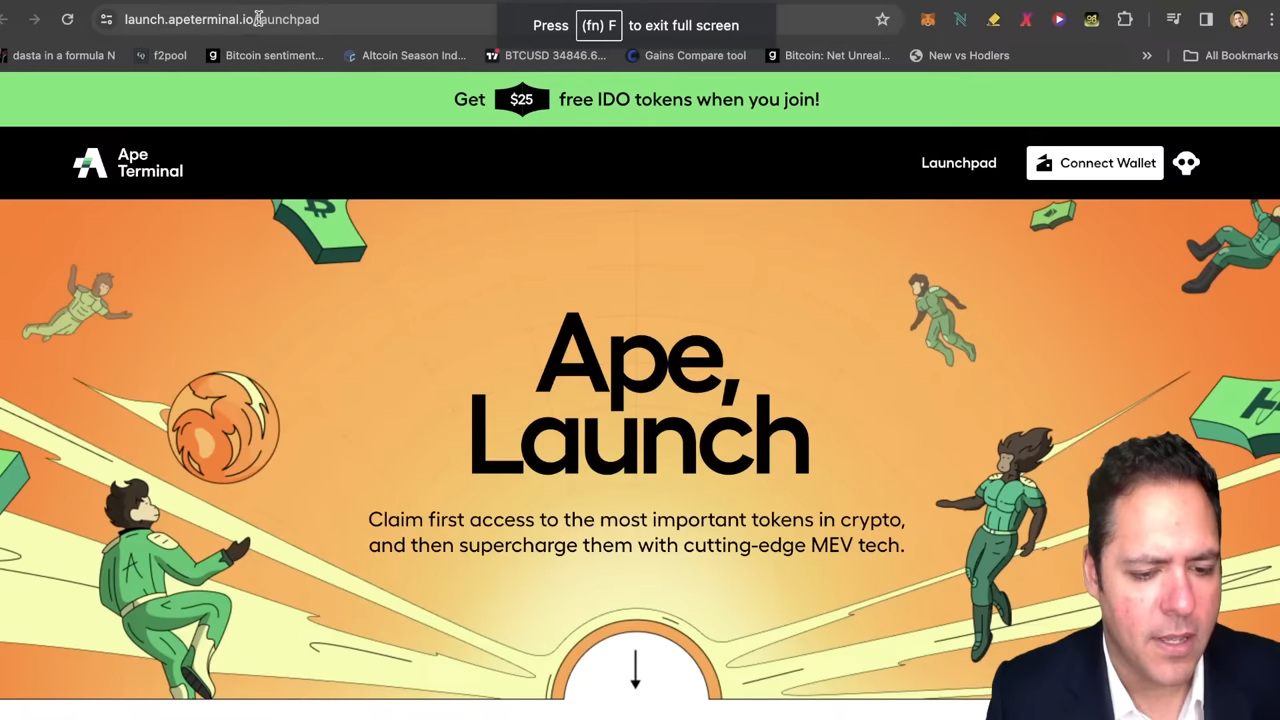 launch.apeterminal.io/launchpad
Press (fn) F to exit full screen
dasta in a formula N
f2pool
Bitcoin sentiment...
Altcoin Season Ind...
BTCUSD 34846.6...
Gains Compare tool
Bitcoin: Net Unreal...
New vs Hodlers
»
All Bookmarks
Get $25 free IDO tokens when you join!
Ape
Terminal
Launchpad
Connect Wallet
Ape,
Launch
Claim first access to the most important tokens in crypto,
and then supercharge them with cutting-edge MEV tech.
A